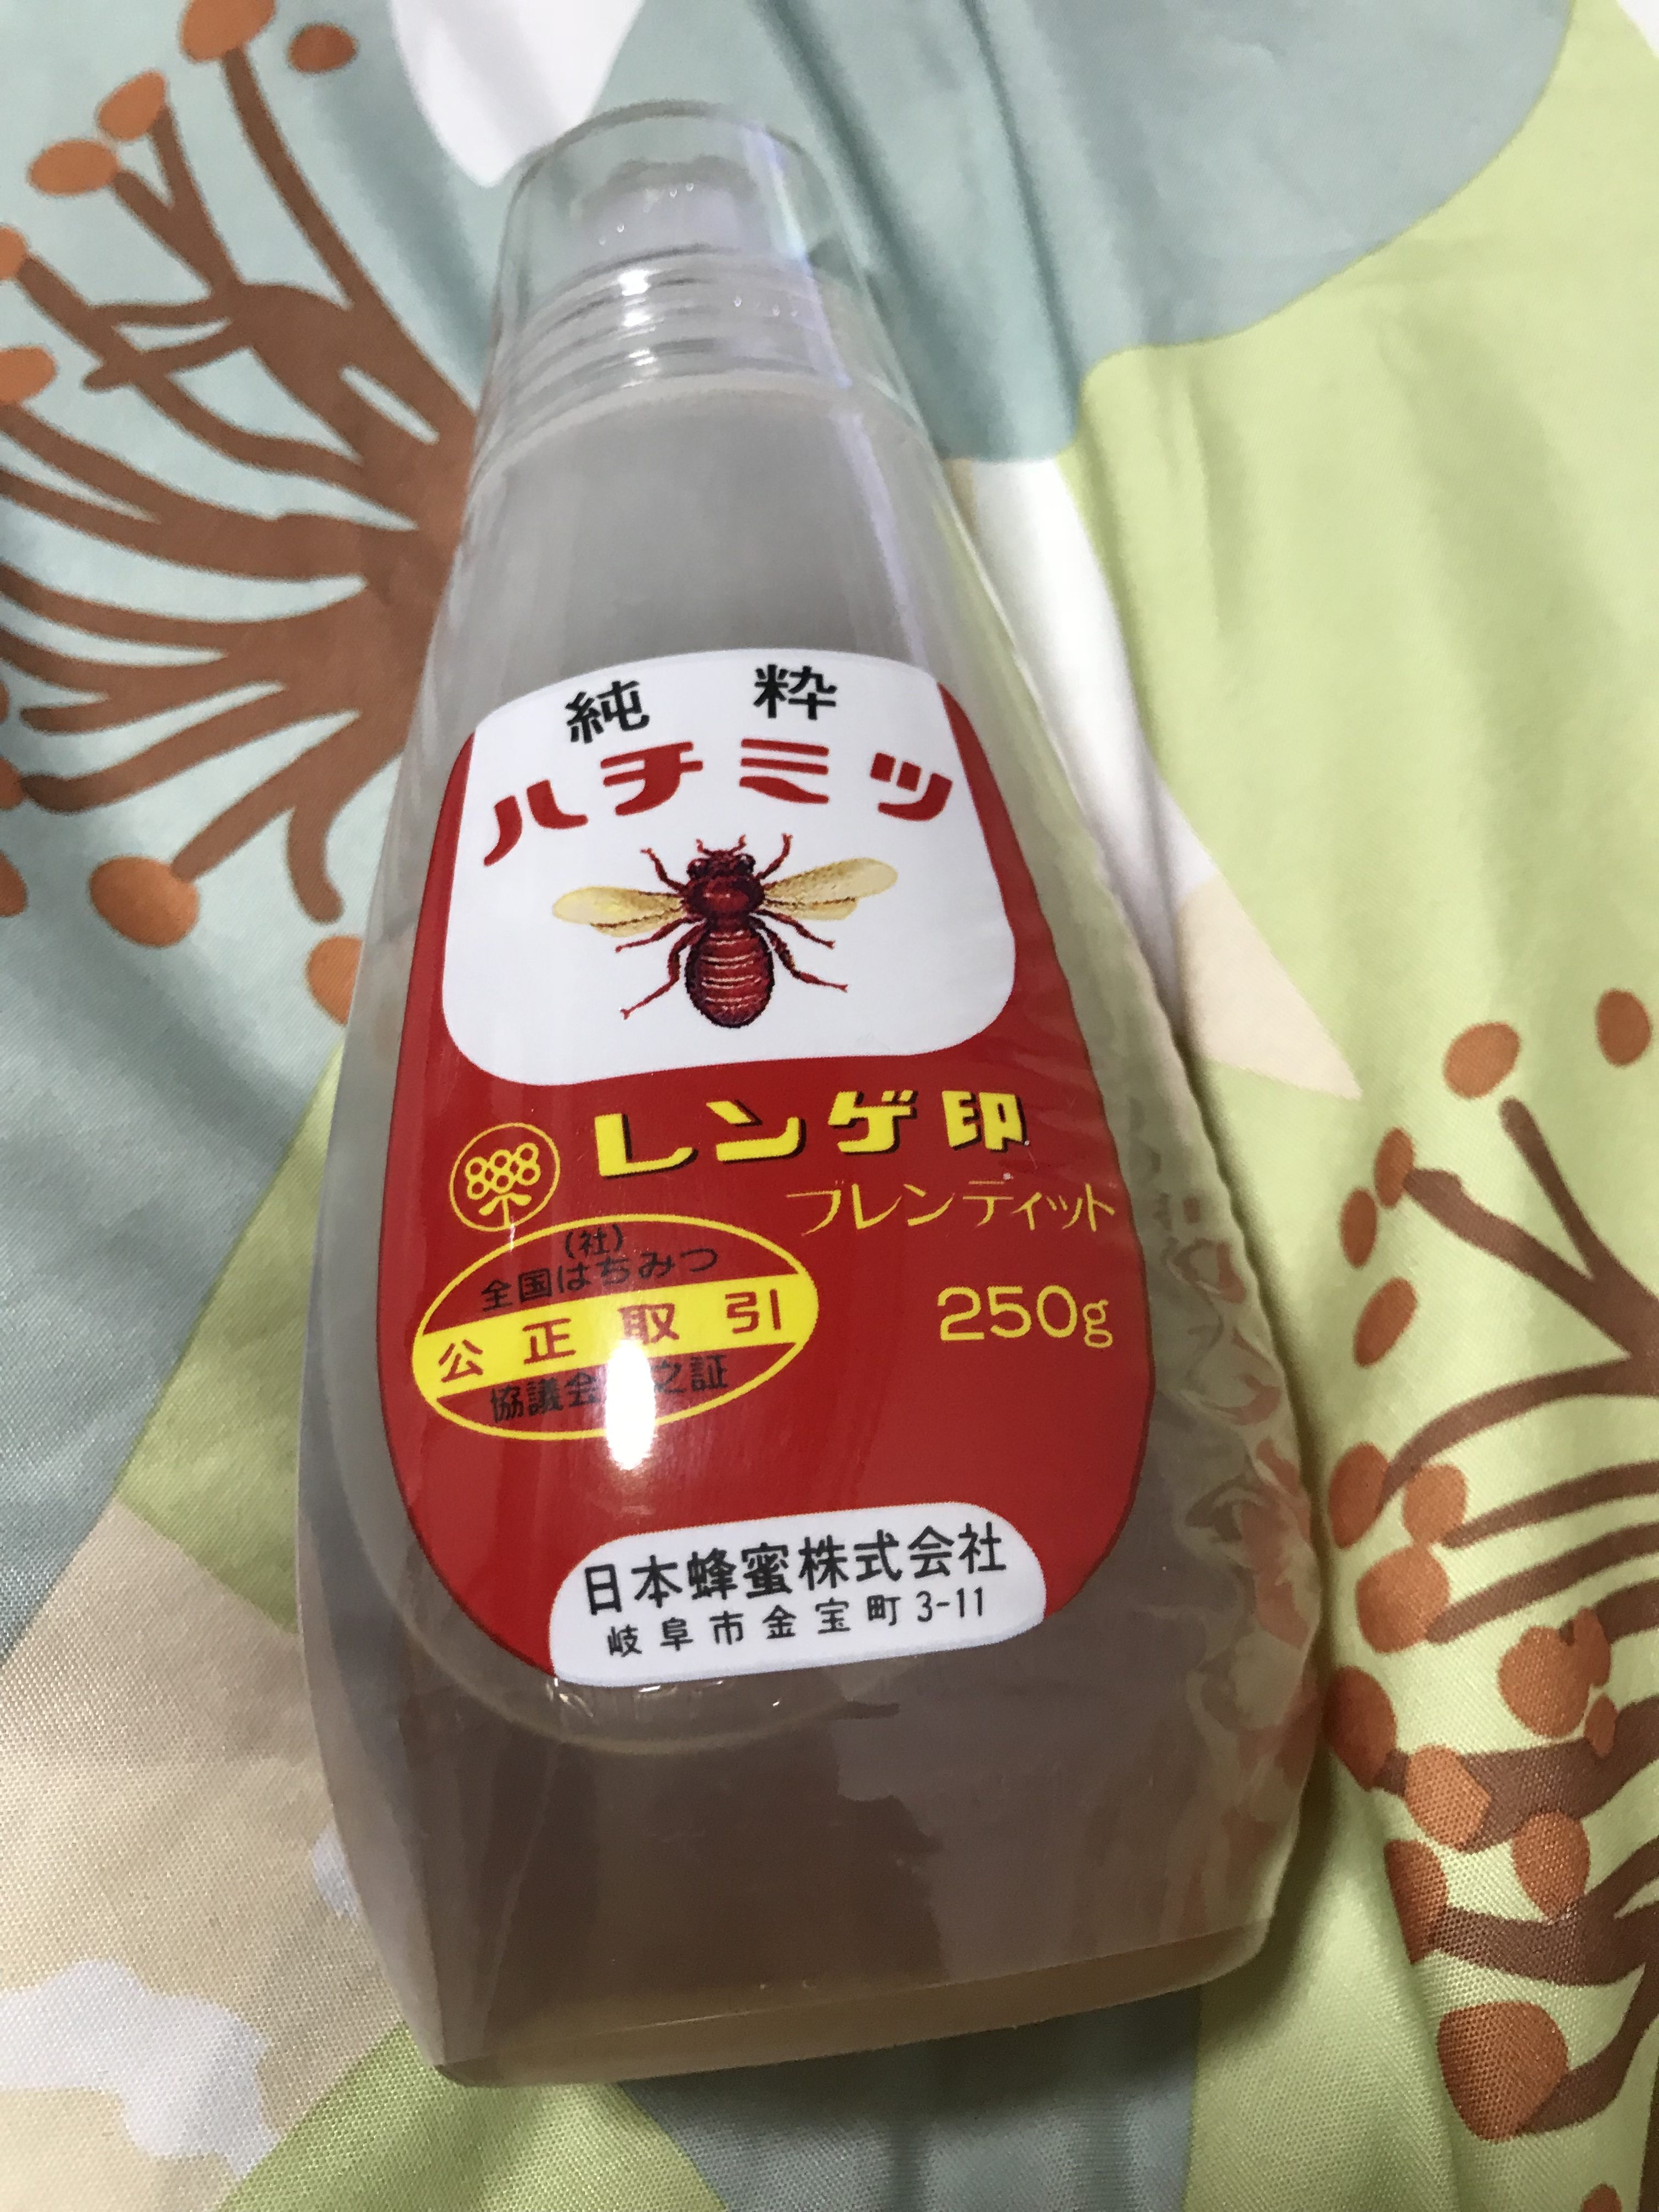 純粋
ハチミツ
レンゲ印
ブレンディット
(社)
全国はちみつ
公正取引
協議会 之証
250g
日本蜂蜜株式会社
岐阜市金宝町3-11